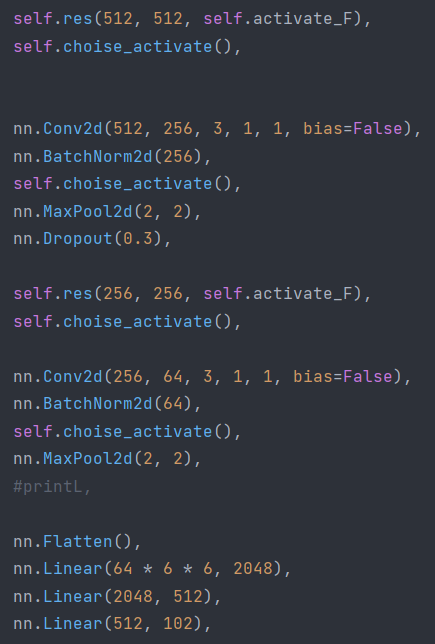 self.res(512, 512, self.activate_F),
self.choise_activate(),
nn.Conv2d(512, 256, 3, 1, 1, bias=False),
nn.BatchNorm2d(256),
self.choise_activate(),
nn.MaxPool2d(2, 2),
nn.Dropout(0.3),
self.res(256, 256, self.activate_F),
self.choise_activate(),
nn.Conv2d(256, 64, 3, 1, 1, bias=False),
nn.BatchNorm2d(64),
self.choise_activate(),
nn.MaxPool2d(2, 2),
#printL,
nn.Flatten(),
nn.Linear(64 * 6 * 6, 2048),
nn.Linear(2048, 512),
nn.Linear(512, 102),